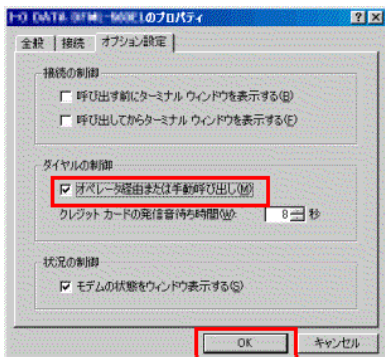 I-O DATA DFML-560Eのプロパティ
全般 接続 オプション設定
接続の制御
呼び出す前にターミナル ウィンドウを表示する(B)
呼び出してからターミナル ウィンドウを表示する(E)
ダイヤルの制御
オペレータ経由または手動呼び出し(M)
クレジット カードの発信音待ち時間(W): 8 秒
状況の制御
モデムの状態をウィンドウ表示する(S)
OK キャンセル